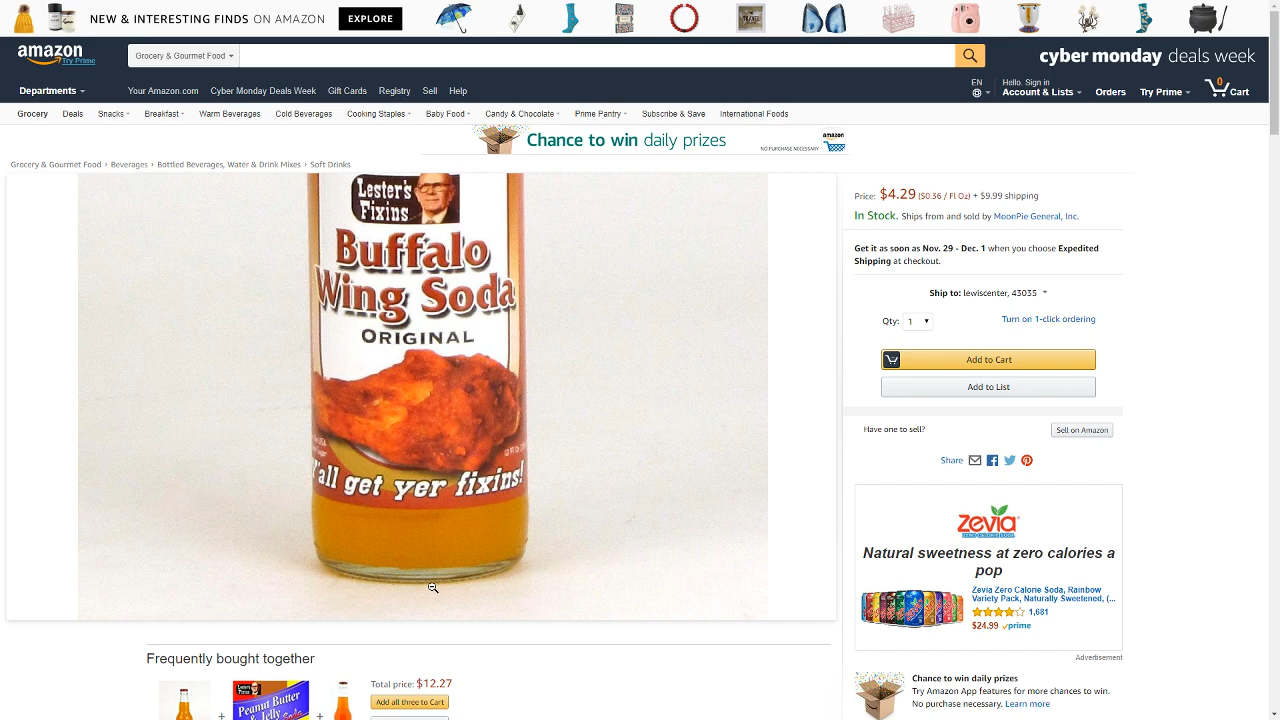 NEW & INTERESTING FINDS ON AMAZON EXPLORE
amazon Try Prime
Grocery & Gourmet Food
cyber monday deals week
Departments
Your Amazon.com Cyber Monday Deals Week Gift Cards Registry Sell Help
EN
Hello. Sign in
Account & Lists
Orders
Try Prime
0
Cart
Grocery Deals Snacks Breakfast Warm Beverages Cold Beverages Cooking Staples Baby Food Candy & Chocolate Prime Pantry Subscribe & Save International Foods
Chance to win daily prizes
NO PURCHASE NECESSARY
amazon
Grocery & Gourmet Food › Beverages › Bottled Beverages, Water & Drink Mixes › Soft Drinks
Lester's
Fixins
Buffalo
Wing Soda
ORIGINAL
Y'all get yer fixins!
Price: $4.29 ($0.36 / Fl Oz) + $9.99 shipping
In Stock. Ships from and sold by MoonPie General, Inc.
Get it as soon as Nov. 29 - Dec. 1 when you choose Expedited
Shipping at checkout.
Ship to: lewiscenter, 43035
Qty: 1
Turn on 1-click ordering
Add to Cart
Add to List
Have one to sell?
Sell on Amazon
Share
Zevia
ZERO CALORIE SODA
Natural sweetness at zero calories a
pop
Zevia Zero Calorie Soda, Rainbow
Variety Pack, Naturally Sweetened, (...
1,681
$24.99 prime
Advertisement
Chance to win daily prizes
Try Amazon App features for more chances to win.
No purchase necessary. Learn more
Frequently bought together
Lester's
Fixins
Peanut Butter
& Jelly
Soda
+
+
Total price: $12.27
Add all three to Cart